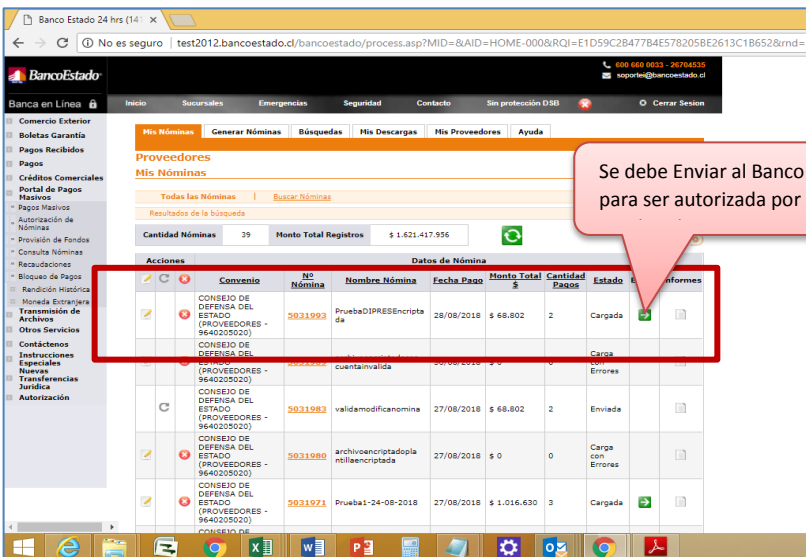 Banco Estado 24 hrs (141
No es seguro | test2012.bancoestado.cl/bancoestado/process.asp?MID=&AID=HOME-000&RQI=E1D59C2B477B4E578205BE2613C1B652&rnd=
BancoEstado
600 660 0033 - 26704535
soportei@bancoestado.cl
Banca en Línea
Inicio Sucursales Emergencias Seguridad Contacto Sin protección DSB Cerrar Sesion
Comercio Exterior
Boletas Garantía
Pagos Recibidos
Pagos
Créditos Comerciales
Portal de Pagos
Masivos
Pagos Masivos
Autorización de
Nóminas
Provisión de Fondos
Consulta Nóminas
Recaudaciones
Bloqueo de Pagos
Rendición Histórica
Moneda Extranjera
Transmisión de
Archivos
Otros Servicios
Contáctenos
Instrucciones
Especiales
Nuevas
Transferencias
Jurídica
Autorización
Mis Nóminas Generar Nóminas Búsquedas Mis Descargas Mis Proveedores Ayuda
Proveedores
Mis Nóminas
Se debe Enviar al Banco
para ser autorizada por
Todas las Nóminas | Buscar Nóminas
Resultados de la búsqueda
Cantidad Nóminas 39 Monto Total Registros $ 1.621.417.956
Acciones Datos de Nómina
Convenio Nº Nómina Nombre Nómina Fecha Pago Monto Total $ Cantidad Pagos Estado Informes
CONSEJO DE
DEFENSA DEL
ESTADO
(PROVEEDORES -
9640205020)
5031993 PruebaDIPRESEncripta
da
28/08/2018 $ 68.802 2 Cargada
CONSEJO DE
DEFENSA DEL
ESTADO
(PROVEEDORES -
9640205020)
cuentainvalida
Carga
con
Errores
CONSEJO DE
DEFENSA DEL
ESTADO
(PROVEEDORES -
9640205020)
5031983 validamodificanomina 27/08/2018 $ 68.802 2 Enviada
CONSEJO DE
DEFENSA DEL
ESTADO
(PROVEEDORES -
9640205020)
5031980 archivoencriptadopla
ntillaencriptada
27/08/2018 $ 0 0 Carga
con
Errores
CONSEJO DE
DEFENSA DEL
ESTADO
(PROVEEDORES -
9640205020)
5031971 Prueba1-24-08-2018 27/08/2018 $ 1.016.630 3 Cargada
CONSEJO DE